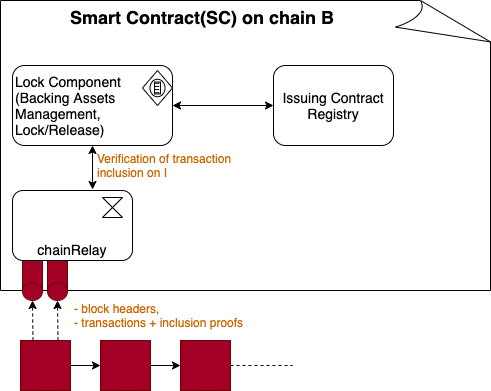 Smart Contract(SC) on chain B
Lock Component
(Backing Assets
Management,
Lock/Release)
Issuing Contract
Registry
Verification of transaction
inclusion on I
chainRelay
- block headers,
- transactions + inclusion proofs